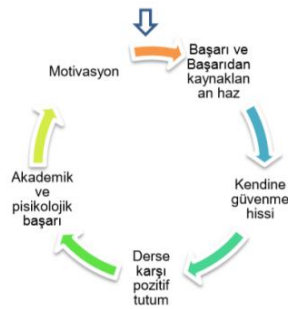 Motivasyon
Başarı ve
Başarıdan
kaynaklan
an haz
Kendine
güvenme
hissi
Derse
karşı
pozitif
tutum
Akademik
ve
pisikolojik
başarı